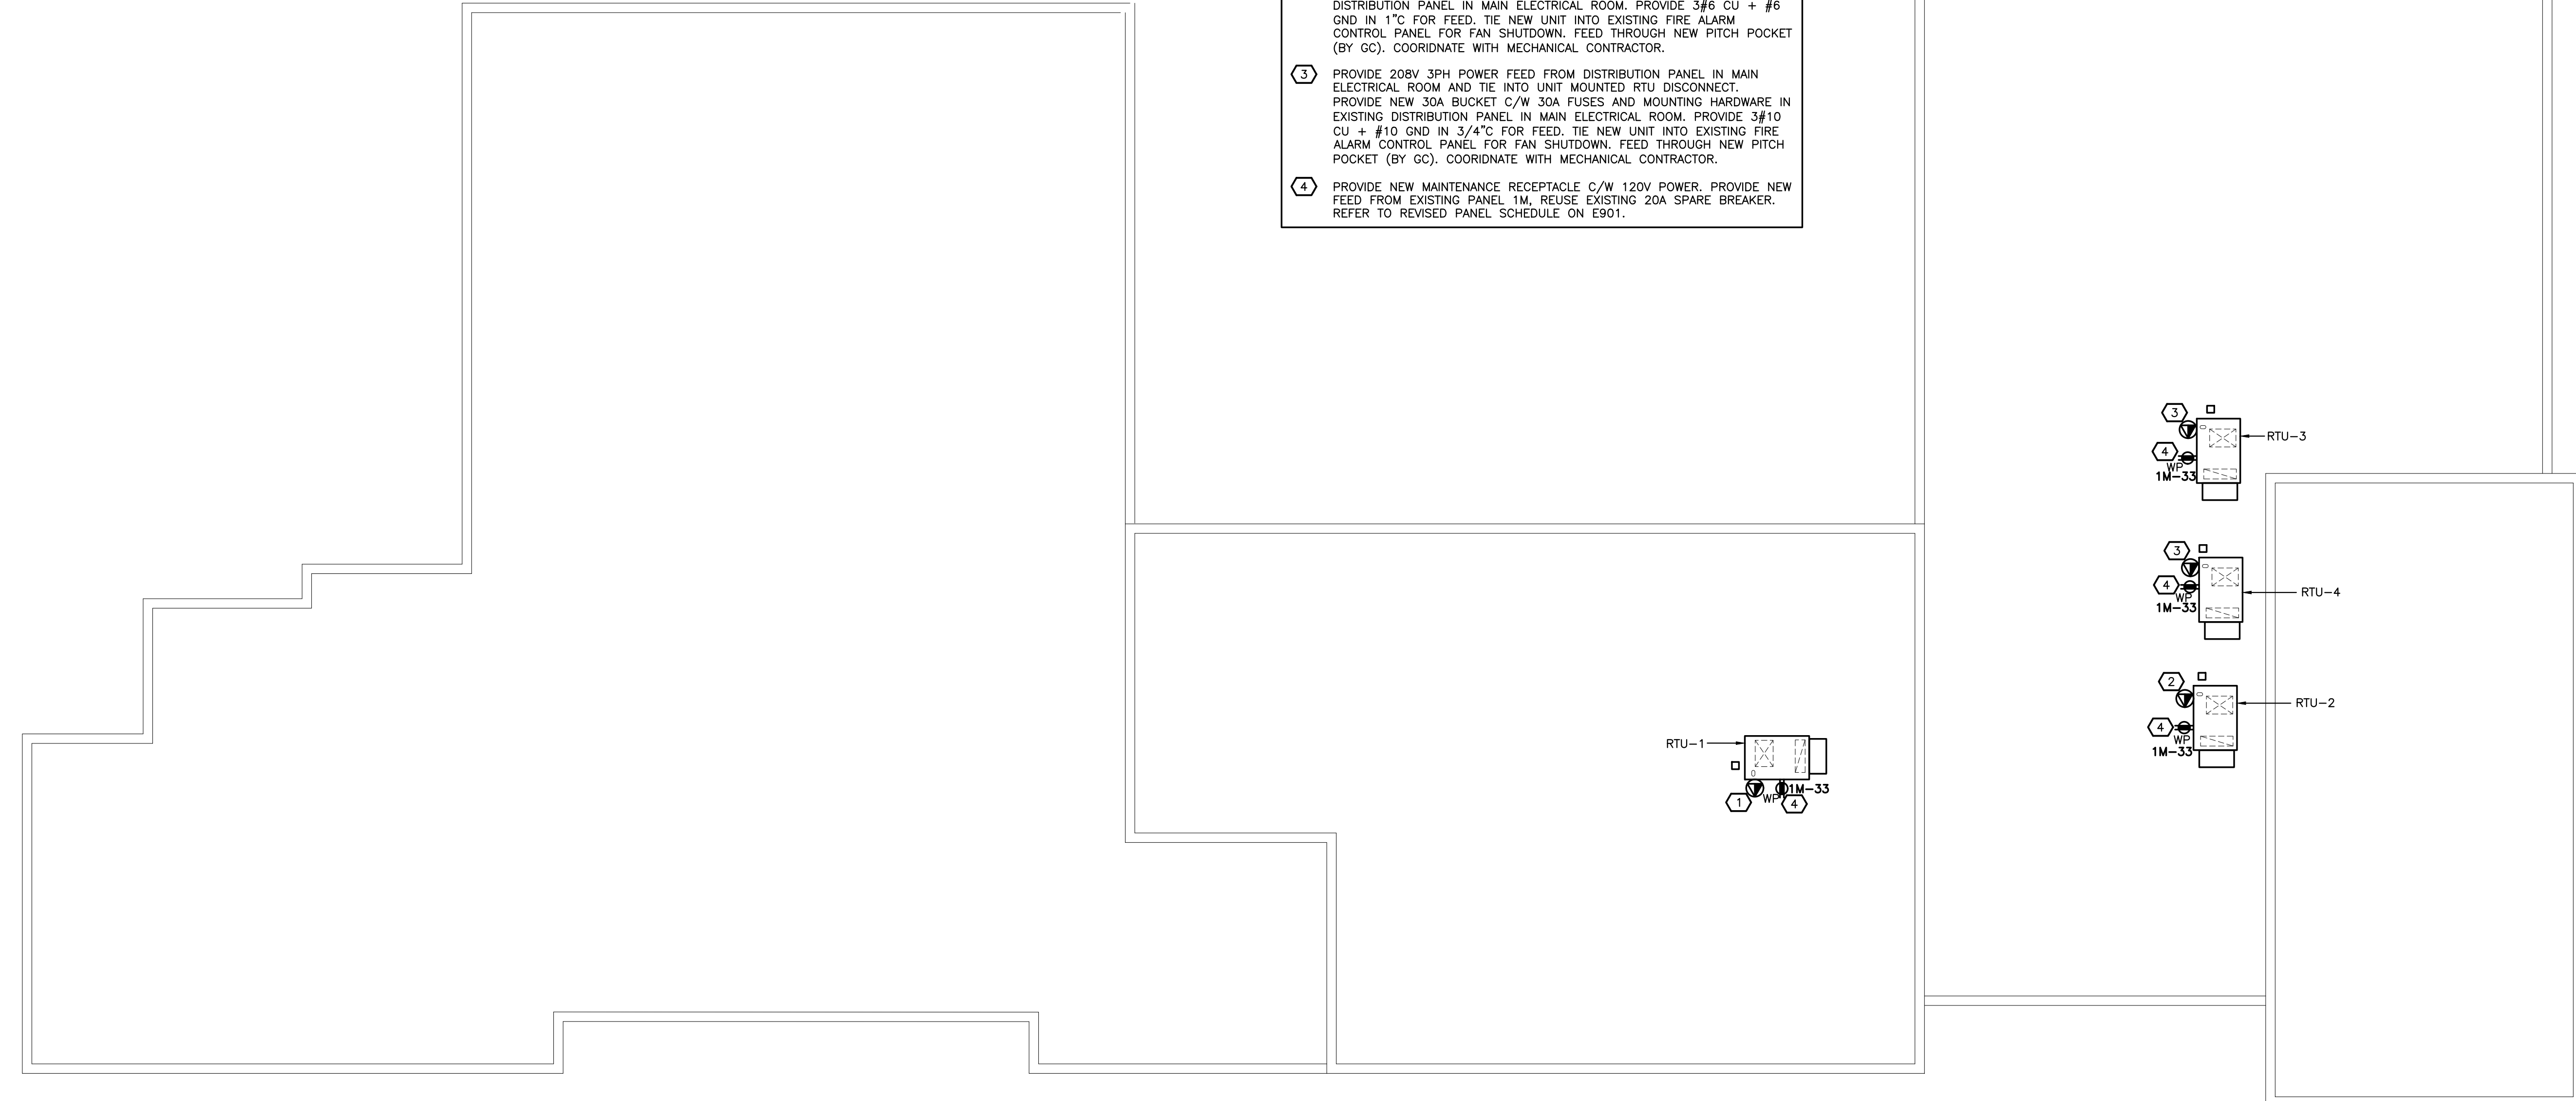 DISTRIBUTION PANEL IN MAIN ELECTRICAL ROOM. PROVIDE 3#6 CU + #6
GND IN 1"C FOR FEED. TIE NEW UNIT INTO EXISTING FIRE ALARM
CONTROL PANEL FOR FAN SHUTDOWN. FEED THROUGH NEW PITCH POCKET
(BY GC). COORIDNATE WITH MECHANICAL CONTRACTOR.
3 PROVIDE 208V 3PH POWER FEED FROM DISTRIBUTION PANEL IN MAIN
ELECTRICAL ROOM AND TIE INTO UNIT MOUNTED RTU DISCONNECT.
PROVIDE NEW 30A BUCKET C/W 30A FUSES AND MOUNTING HARDWARE IN
EXISTING DISTRIBUTION PANEL IN MAIN ELECTRICAL ROOM. PROVIDE 3#10
CU + #10 GND IN 3/4"C FOR FEED. TIE NEW UNIT INTO EXISTING FIRE
ALARM CONTROL PANEL FOR FAN SHUTDOWN. FEED THROUGH NEW PITCH
POCKET (BY GC). COORIDNATE WITH MECHANICAL CONTRACTOR.
4 PROVIDE NEW MAINTENANCE RECEPTACLE C/W 120V POWER. PROVIDE NEW
FEED FROM EXISTING PANEL 1M, REUSE EXISTING 20A SPARE BREAKER.
REFER TO REVISED PANEL SCHEDULE ON E901.
3
RTU-3
4
WP
1M-33
3
4
RTU-4
WP
1M-33
2
RTU-2
4
WP
1M-33
RTU-1
1M-33
WP
1
4